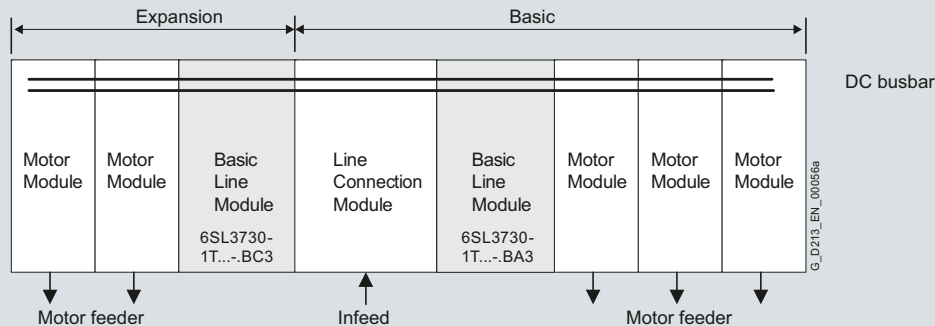 Expansion
Basic
DC busbar
Motor
Module
Motor
Module
Basic
Line
Module
6SL3730-
1T...-.BC3
Line
Connection
Module
Basic
Line
Module
6SL3730-
1T...-.BA3
Motor
Module
Motor
Module
Motor
Module
G_D213_EN_00056a
Motor feeder
Infeed
Motor feeder